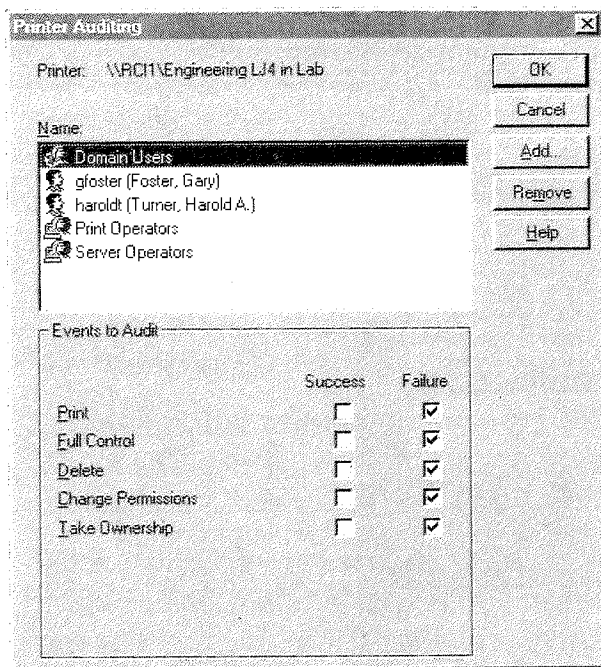 Printer Auditing
Printer: \\RCI1\Engineering LJ4 in Lab
OK
Cancel
Name:
Add...
Domain Users
gfoster (Foster, Gary)
Remove
haroldt (Turner, Harold A.)
Print Operators
Help
Server Operators
Events to Audit
Success Failure
Print
Full Control
Delete
Change Permissions
Take Ownership